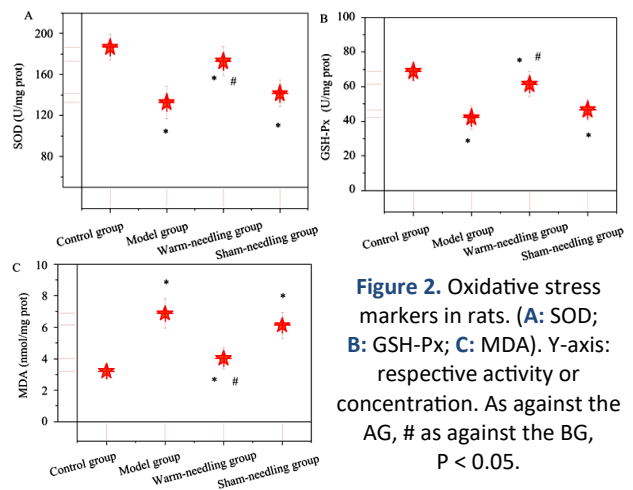 A
200
160
120
80
SOD (U/mg prot)
*
*
#
*
Control group
Model group
Warm-needling group
Sham-needling group
B
100
80
60
40
20
0
GSH-Px (U/mg prot)
*
*
#
*
Control group
Model group
Warm-needling group
Sham-needling group
C
10
8
6
4
2
0
MDA (nmol/mg prot)
*
*
#
*
Control group
Model group
Warm-needling group
Sham-needling group
Figure 2. Oxidative stress
markers in rats. (A: SOD;
B: GSH-Px; C: MDA). Y-axis:
respective activity or
concentration. As against the
AG, # as against the BG,
P < 0.05.